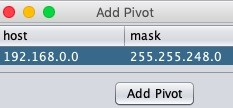 Add Pivot
host mask
192.168.0.0 255.255.248.0
Add Pivot